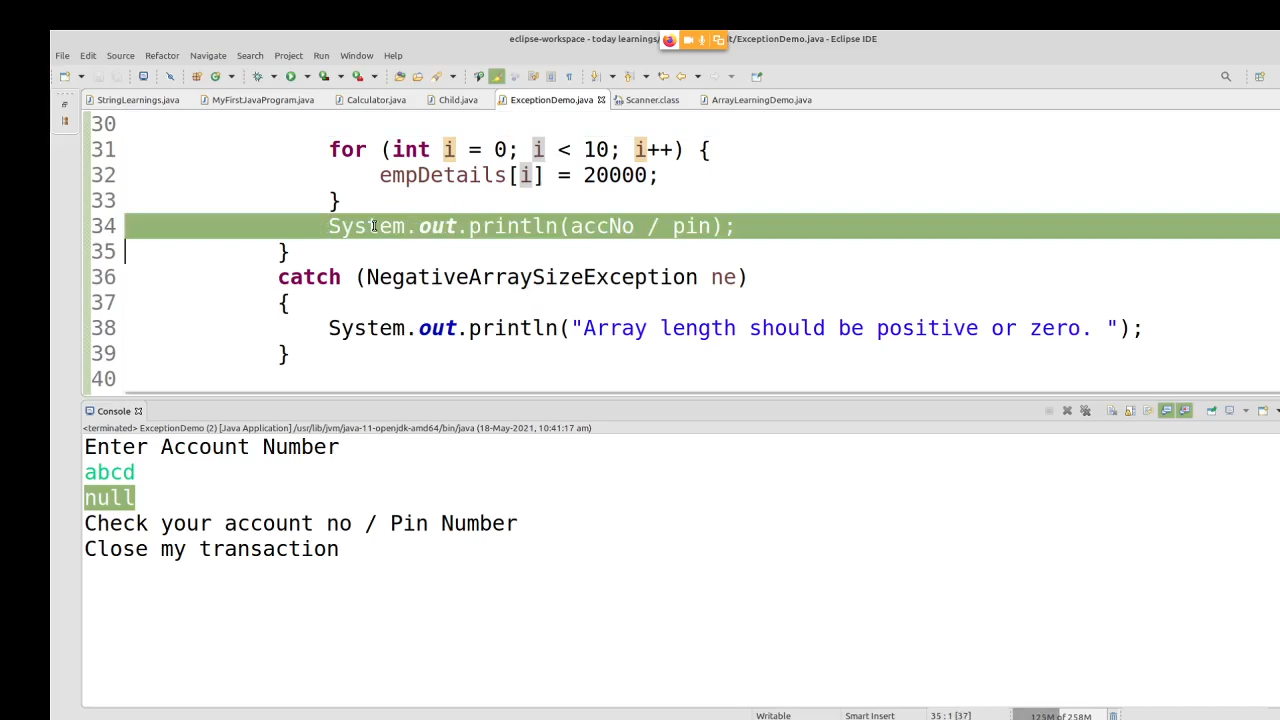 eclipse-workspace - today learnings/ t/ExceptionDemo.java - Eclipse IDE
File Edit Source Refactor Navigate Search Project Run Window Help
StringLearnings.java MyFirstJavaProgram.java Calculator.java Child.java ExceptionDemo.java Scanner.class ArrayLearningDemo.java
30
31 for (int i = 0; i < 10; i++) {
32 empDetails[i] = 20000;
33 }
34 System.out.println(accNo / pin);
35 }
36 catch (NegativeArraySizeException ne)
37 {
38 System.out.println("Array length should be positive or zero. ");
39 }
40
Console
<terminated> ExceptionDemo (2) [Java Application] /usr/lib/jvm/java-11-openjdk-amd64/bin/java (18-May-2021, 10:41:17 am)
Enter Account Number
abcd
null
Check your account no / Pin Number
Close my transaction
Writable Smart Insert 35 : 1 [37] 125M of 258M